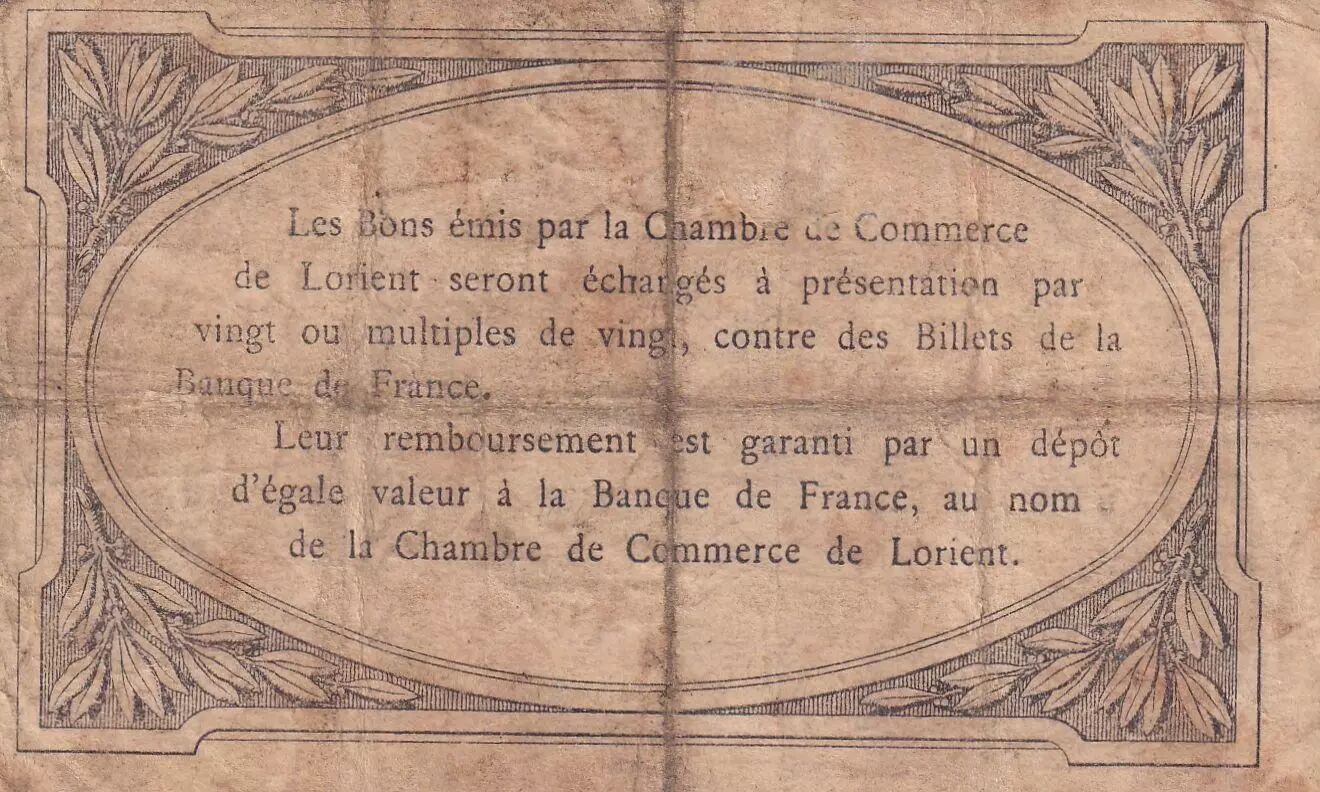 Les Bons émis par la Chambre de Commerce
de Lorient seront échangés à présentation par
vingt ou multiples de vingt, contre des Billets de la
Banque de France.
Leur remboursement est garanti par un dépôt
d'égale valeur à la Banque de France, au nom
de la Chambre de Commerce de Lorient.